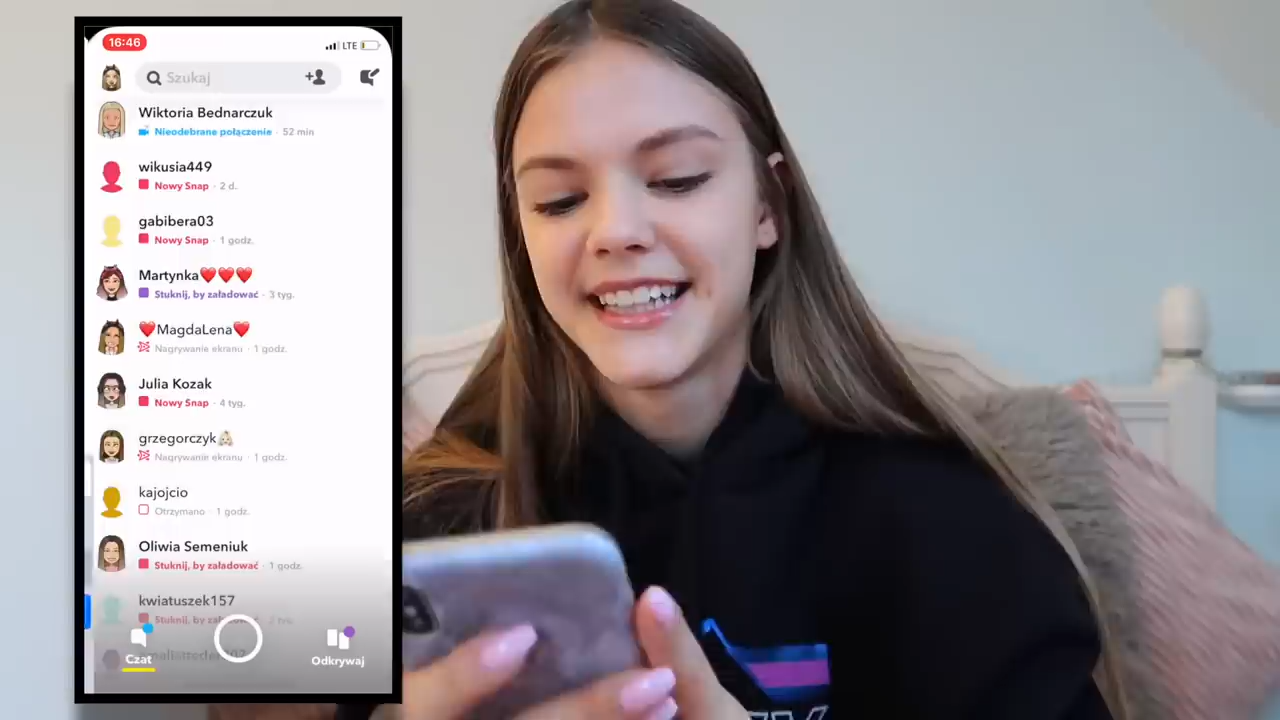 16:46
LTE
Szukaj
Wiktoria Bednarczuk
Nieodebrane połączenie · 52 min
wikusia449
Nowy Snap · 2 d.
gabibera03
Nowy Snap · 1 godz.
Martynka❤️❤️❤️
Stuknij, by załadować · 3 tyg.
❤️MagdaLena❤️
Nagrywanie ekranu · 1 godz.
Julia Kozak
Nowy Snap · 4 tyg.
grzegorczyk👶🏻
Nagrywanie ekranu · 1 godz.
kajojcio
Otrzymano · 1 godz.
Oliwia Semeniuk
Stuknij, by załadować · 1 godz.
kwiatuszek157
Czat
Odkrywaj